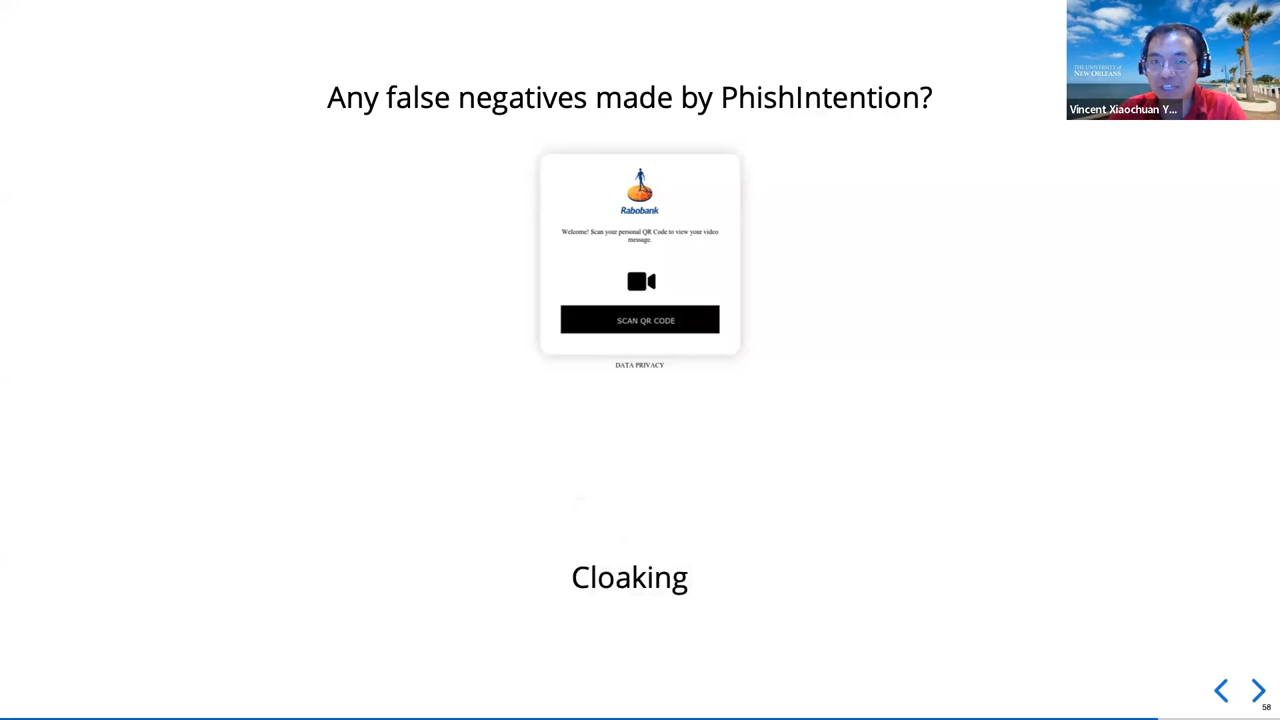 Any false negatives made by PhishIntention?
THE UNIVERSITY of
NEW ORLEANS
Vincent Xiaochuan Y...
Rabobank
Welcome! Scan your personal QR Code to view your video
message.
SCAN QR CODE
DATA PRIVACY
Cloaking
58